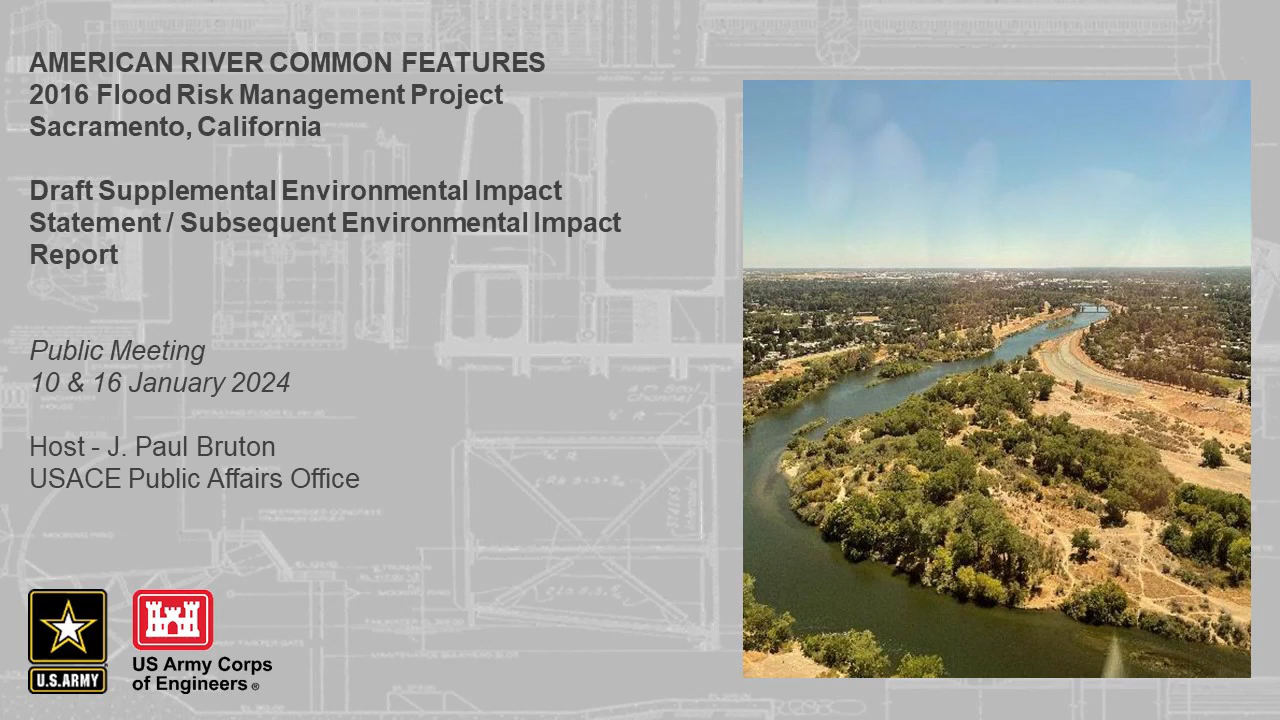 AMERICAN RIVER COMMON FEATURES
2016 Flood Risk Management Project
Sacramento, California
Draft Supplemental Environmental Impact
Statement / Subsequent Environmental Impact
Report
Public Meeting
10 & 16 January 2024
Host - J. Paul Bruton
USACE Public Affairs Office
U.S. ARMY
US Army Corps
of Engineers ®